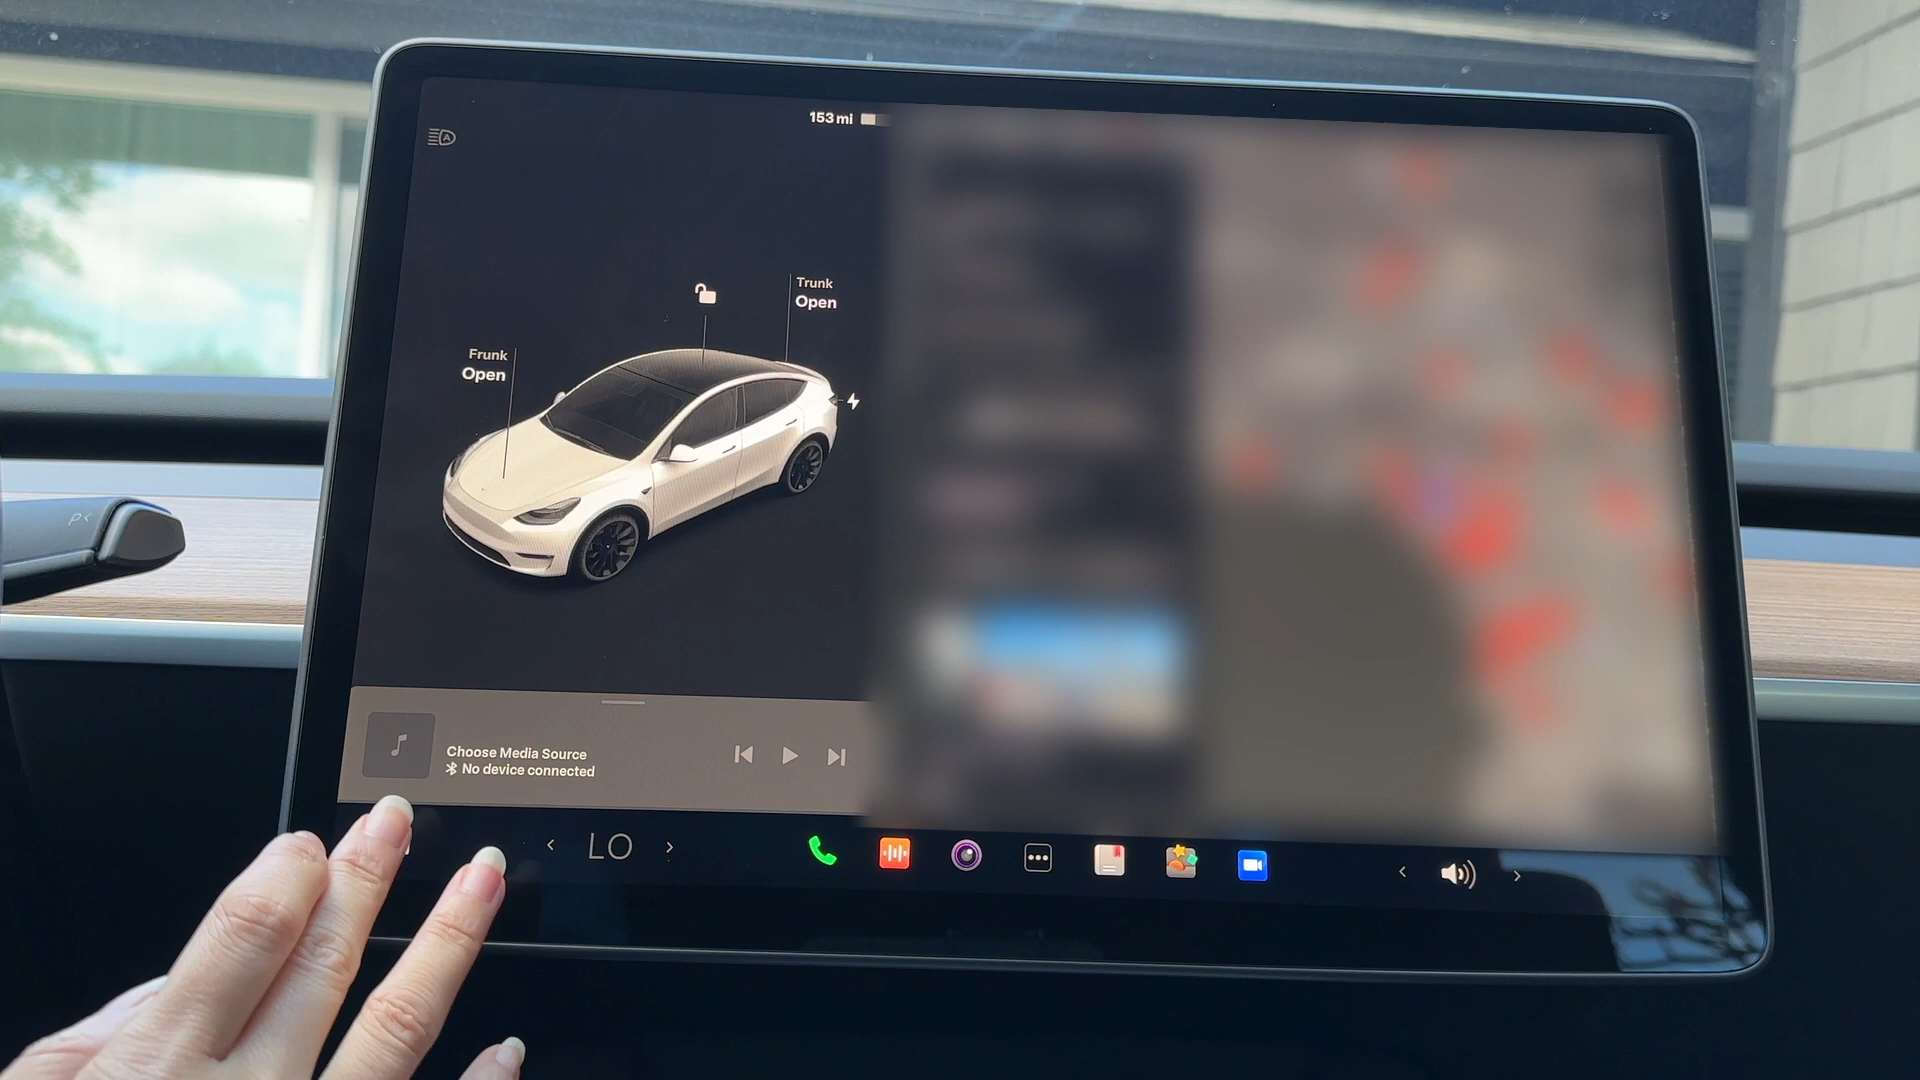 153 mi
Trunk
Open
Frunk
Open
P<
Choose Media Source
No device connected
< LO >
< >